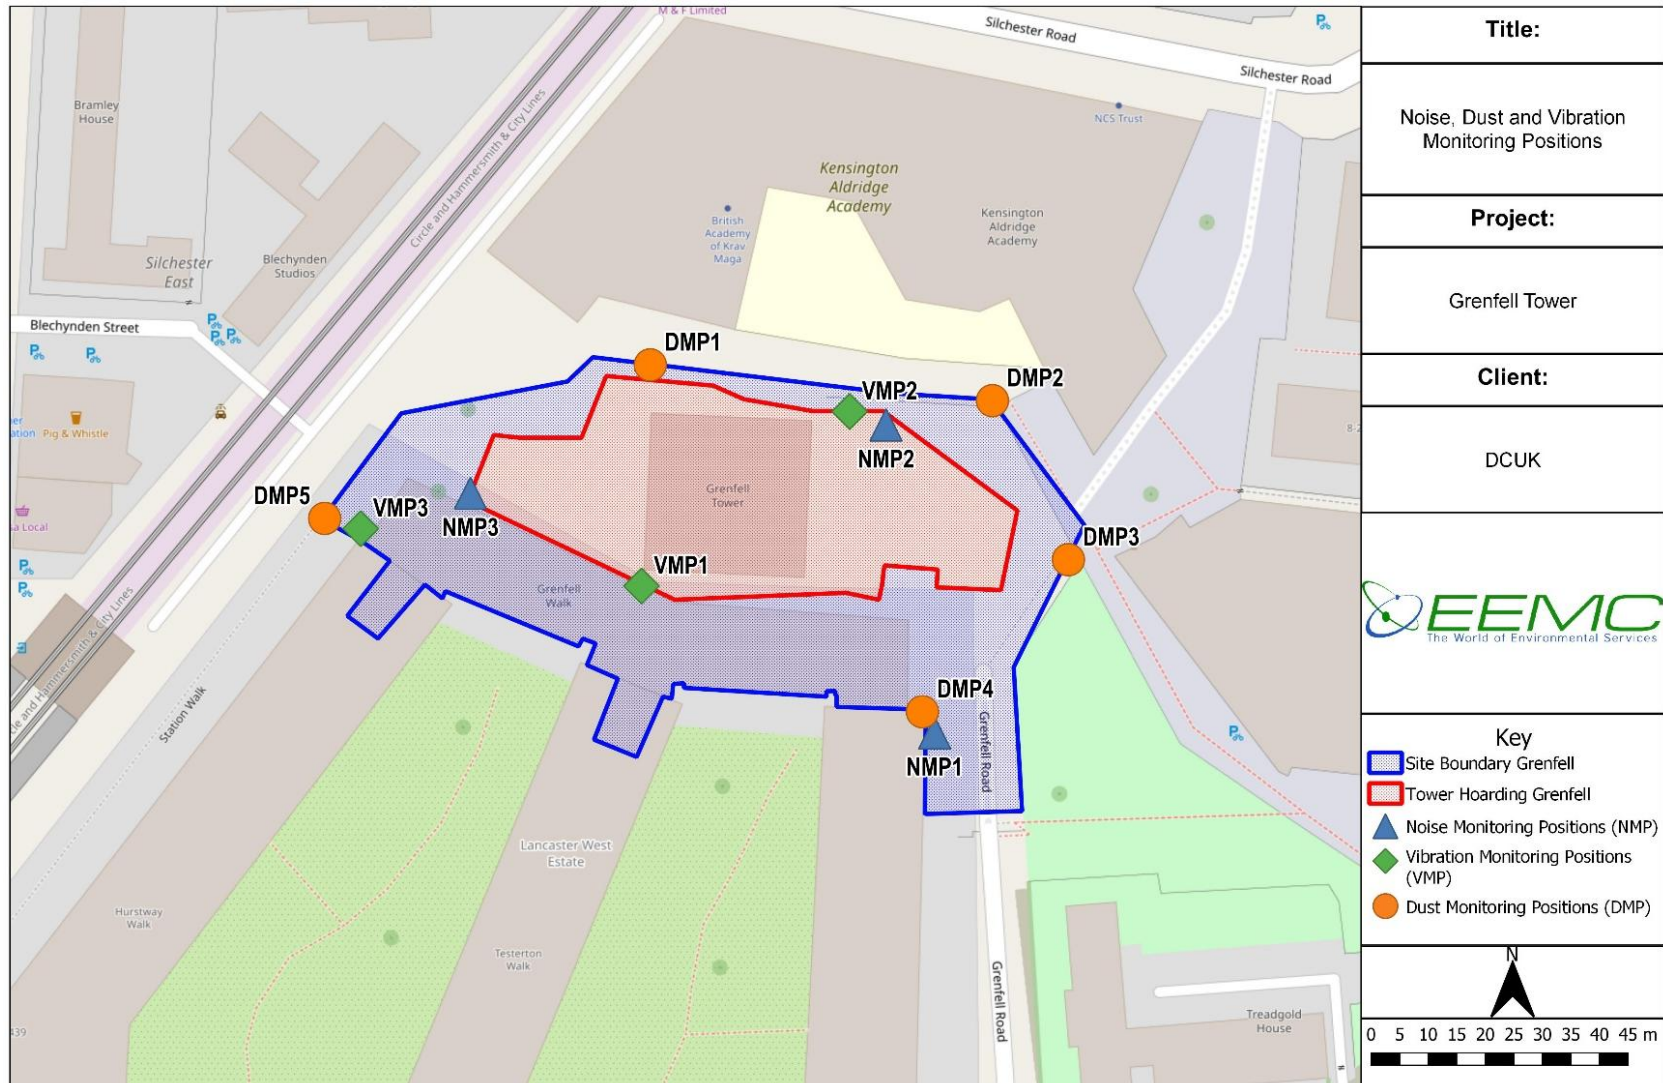 M & F Limited
Silchester Road
Silchester Road
Bramley
House
NCS Trust
Circle and Hammersmith & City Lines
Kensington
Aldridge
Academy
British
Academy
of Krav
Maga
Kensington
Aldridge
Academy
Silchester
East
Blechynden
Studios
Blechynden Street
DMP1
DMP2
VMP2
NMP2
Pig & Whistle
DMP5
VMP3
NMP3
Grenfell
Tower
DMP3
VMP1
Grenfell
Walk
Station Walk
DMP4
NMP1
Grenfell Road
Lancaster West
Estate
Hurstway
Walk
Testerton
Walk
Grenfell Road
Treadgold
House
439
Title:
Noise, Dust and Vibration
Monitoring Positions
Project:
Grenfell Tower
Client:
DCUK
EEMC
The World of Environmental Services
Key
Site Boundary Grenfell
Tower Hoarding Grenfell
Noise Monitoring Positions (NMP)
Vibration Monitoring Positions
(VMP)
Dust Monitoring Positions (DMP)
N
0 5 10 15 20 25 30 35 40 45 m